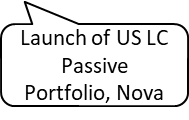 Launch of US LC
Passive
Portfolio, Nova